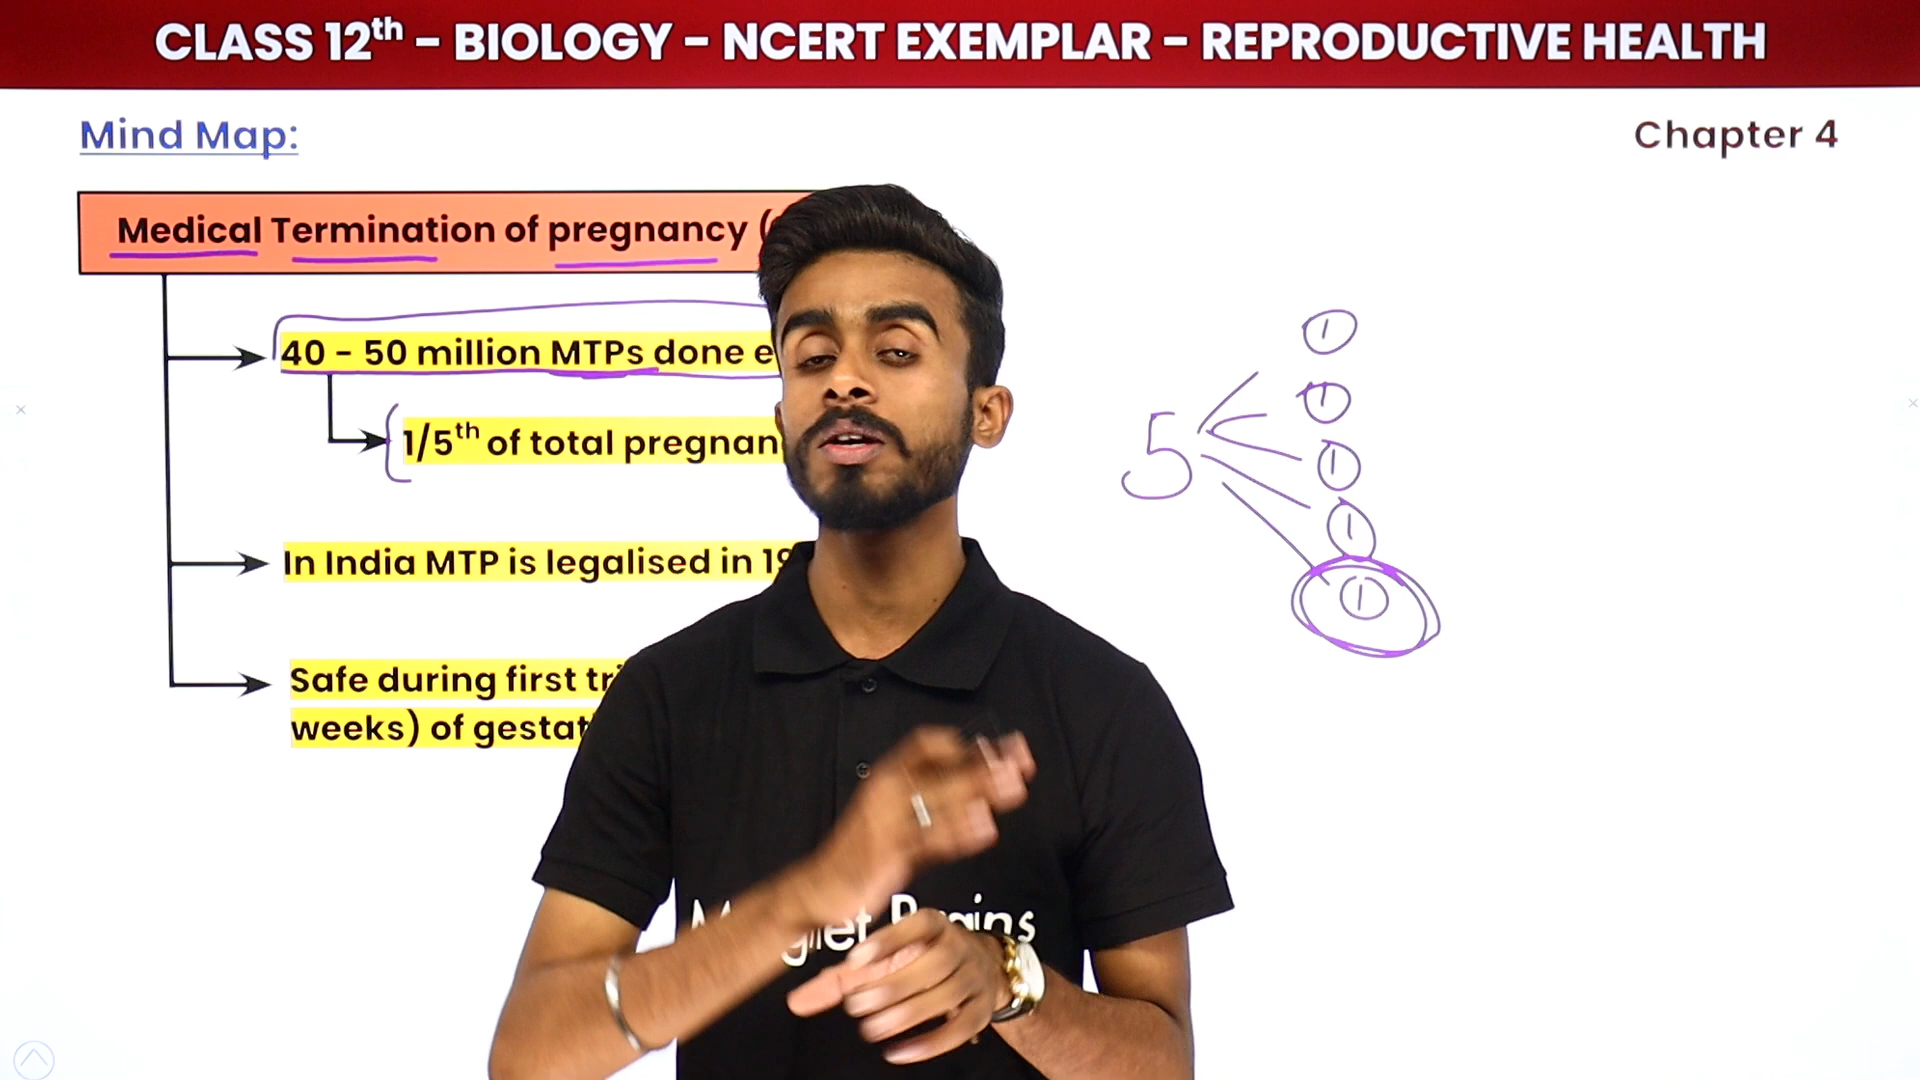 CLASS 12th - BIOLOGY - NCERT EXEMPLAR - REPRODUCTIVE HEALTH
Mind Map:
Chapter 4
Medical Termination of pregnancy (
40 - 50 million MTPs done
1/5th of total
In India MTP is legalised in
Safe during first
weeks) of
5
1
1
1
1
1